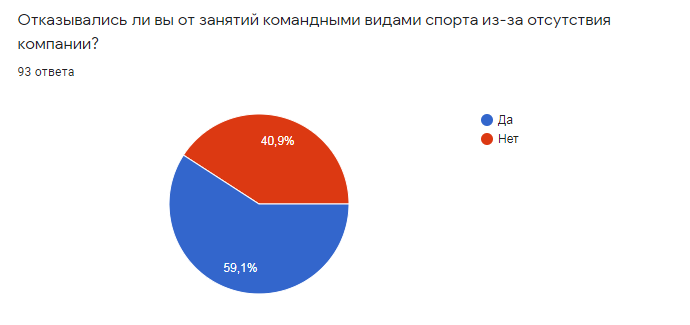 Отказывались ли вы от занятий командными видами спорта из-за отсутствия
компании?
93 ответа
Да
Нет
40,9%
59,1%